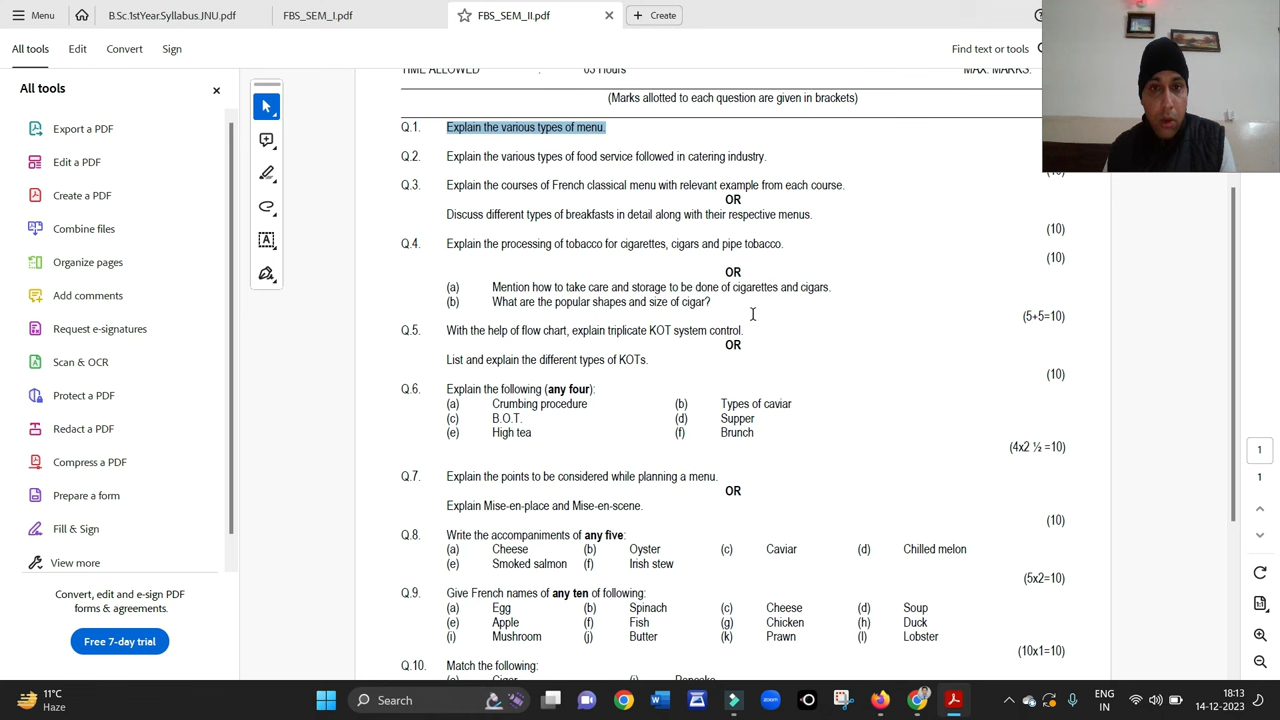 Menu B.Sc.1stYear.Syllabus.JNU.pdf FBS_SEM_I.pdf FBS_SEM_II.pdf Create
All tools Edit Convert Sign Find text or tools
All tools
Export a PDF
Edit a PDF
Create a PDF
Combine files
Organize pages
Add comments
Request e-signatures
Scan & OCR
Protect a PDF
Redact a PDF
Compress a PDF
Prepare a form
Fill & Sign
View more
Convert, edit and e-sign PDF
forms & agreements.
Free 7-day trial
TIME ALLOWED : 03 Hours MAX. MARKS:
(Marks allotted to each question are given in brackets)
Q.1. Explain the various types of menu.
Q.2. Explain the various types of food service followed in catering industry.
(10)
Q.3. Explain the courses of French classical menu with relevant example from each course.
OR
Discuss different types of breakfasts in detail along with their respective menus.
(10)
Q.4. Explain the processing of tobacco for cigarettes, cigars and pipe tobacco.
(10)
OR
(a) Mention how to take care and storage to be done of cigarettes and cigars.
(b) What are the popular shapes and size of cigar?
(5+5=10)
Q.5. With the help of flow chart, explain triplicate KOT system control.
OR
List and explain the different types of KOTs.
(10)
Q.6. Explain the following (any four):
(a) Crumbing procedure (b) Types of caviar
(c) B.O.T. (d) Supper
(e) High tea (f) Brunch
(4x2 ½ =10)
Q.7. Explain the points to be considered while planning a menu.
OR
Explain Mise-en-place and Mise-en-scene.
(10)
Q.8. Write the accompaniments of any five:
(a) Cheese (b) Oyster (c) Caviar (d) Chilled melon
(e) Smoked salmon (f) Irish stew
(5x2=10)
Q.9. Give French names of any ten of following:
(a) Egg (b) Spinach (c) Cheese (d) Soup
(e) Apple (f) Fish (g) Chicken (h) Duck
(i) Mushroom (j) Butter (k) Prawn (l) Lobster
(10x1=10)
Q.10. Match the following:
(a) Cigar (i) Pancake
1
1
11°C
Haze
Search
ENG
IN
18:13
14-12-2023